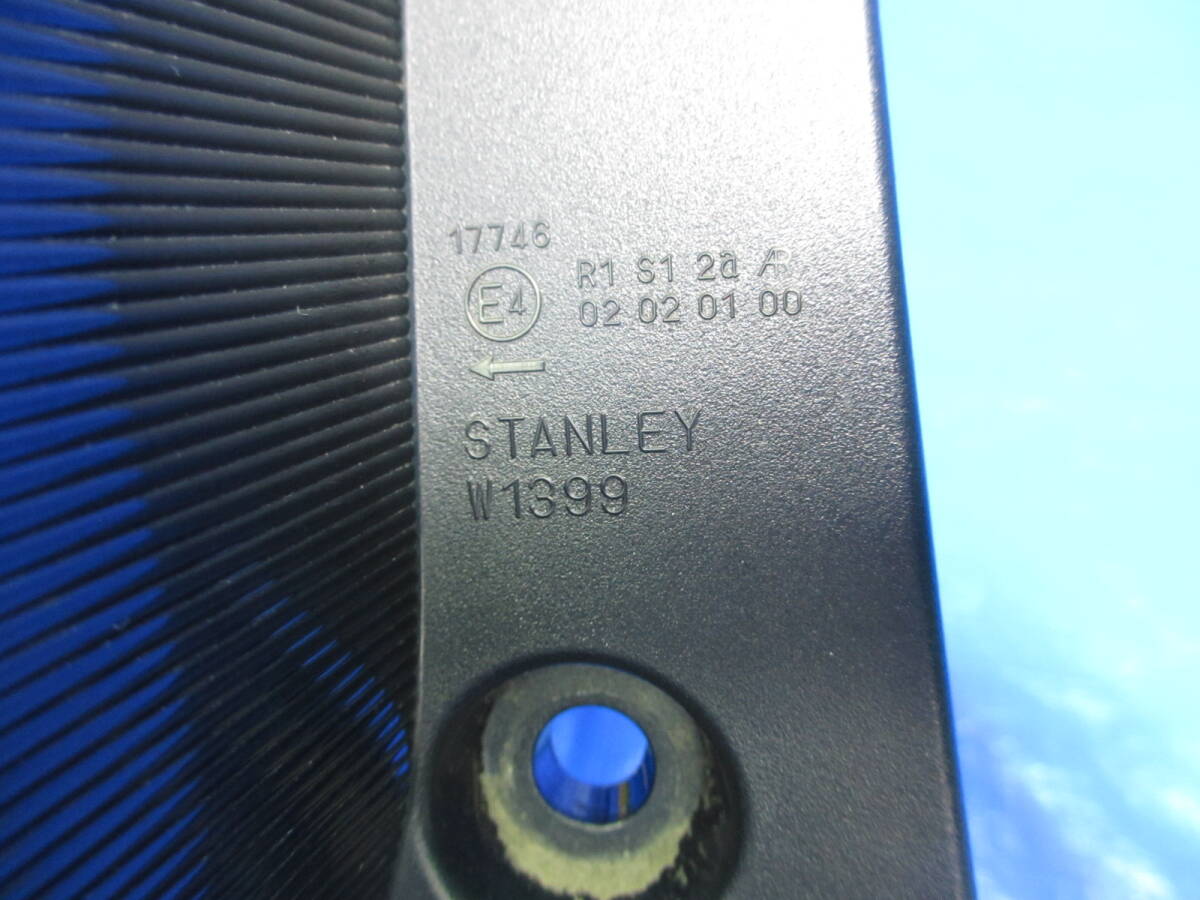 17746
E4 R1 S1 2a AR
02 02 01 00
←
STANLEY
W1399